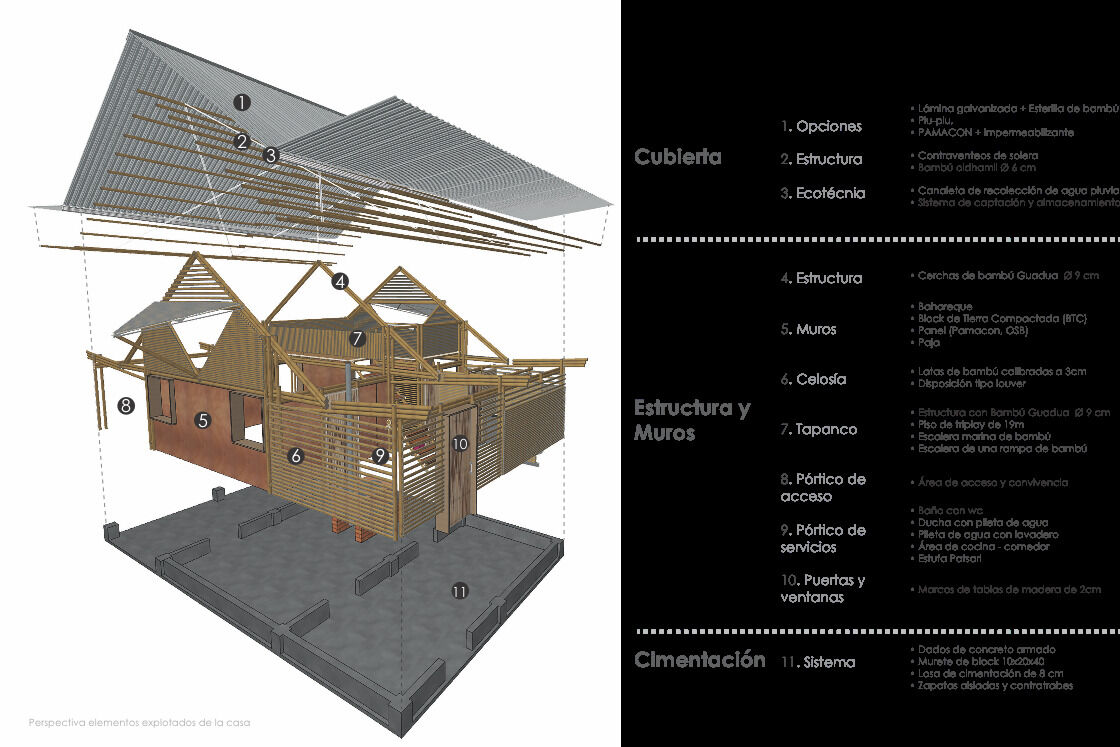 1
2
3
4
7
8
5
6
9
10
11
Perspectiva elementos explotados de la casa
Cubierta
1. Opciones
• Lámina galvanizada + Esterilla de bambú
• Plu-plu,
• PAMACON + impermeabilizante
2. Estructura
• Contraventeos de solera
• Bambú oldhamii Ø 6 cm
3. Ecotécnia
• Canaleta de recolección de agua pluvia
• Sistema de captación y almacenamiento
Estructura y
Muros
4. Estructura
• Cerchas de bambú Guadua Ø 9 cm
5. Muros
• Bahareque
• Block de Tierra Compactada (BTC)
• Panel (Pamacon, OSB)
• Paja
6. Celosía
• Latas de bambú calibradas a 3cm
• Disposición tipo louver
7. Tapanco
• Estructura con Bambú Guadua Ø 9 cm
• Piso de triplay de 19m
• Escalera marina de bambú
• Escalera de una rampa de bambú
8. Pórtico de
acceso
• Área de acceso y convivencia
9. Pórtico de
servicios
• Baño con wc
• Ducha con pileta de agua
• Pileta de agua con lavadero
• Área de cocina - comedor
• Estufa Patsari
10. Puertas y
ventanas
• Marcos de tablas de madera de 2cm
Cimentación
11. Sistema
• Dados de concreto armado
• Murete de block 10x20x40
• Losa de cimentación de 8 cm
• Zapatas aisladas y contratrabes